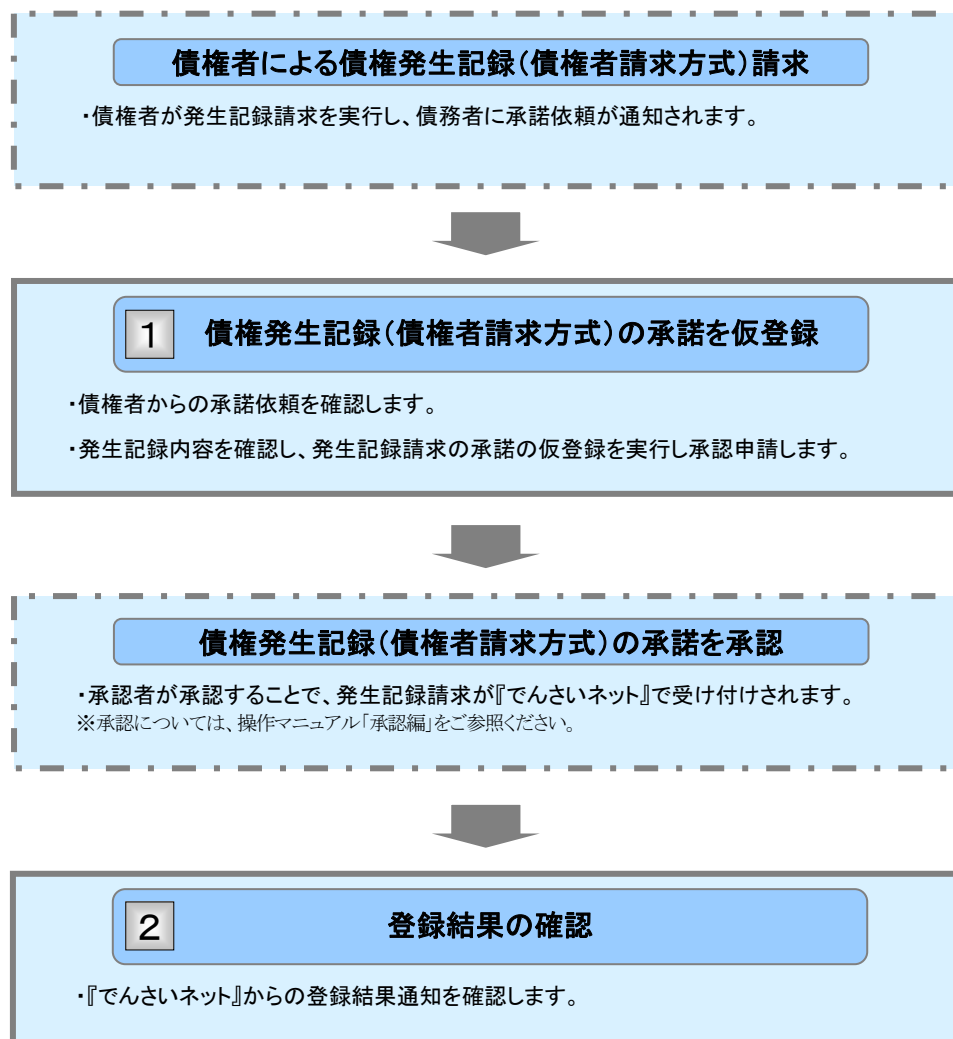 債権者による債権発生記録(債権者請求方式)請求
・債権者が発生記録請求を実行し、債務者に承諾依頼が通知されます。
1 債権発生記録(債権者請求方式)の承諾を仮登録
・債権者からの承諾依頼を確認します。
・発生記録内容を確認し、発生記録請求の承諾の仮登録を実行し承認申請します。
債権発生記録(債権者請求方式)の承諾を承認
・承認者が承認することで、発生記録請求が『でんさいネット』で受け付けされます。
※承認については、操作マニュアル「承認編」をご参照ください。
2 登録結果の確認
・『でんさいネット』からの登録結果通知を確認します。